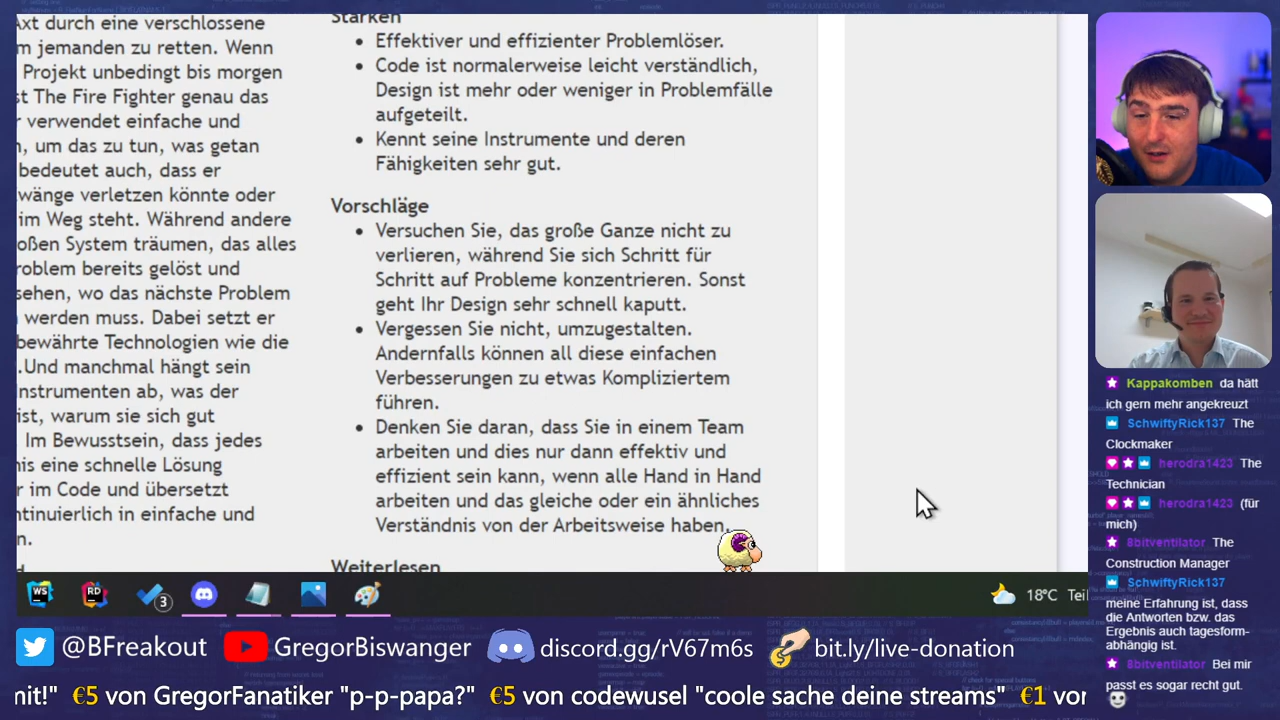 Axt durch eine verschlossene
m jemanden zu retten. Wenn
Projekt unbedingt bis morgen
st The Fire Fighter genau das
r verwendet einfache und
n, um das zu tun, was getan
bedeutet auch, dass er
wänge verletzen könnte oder
im Weg steht. Während andere
oßen System träumen, das alles
roblem bereits gelöst und
sehen, wo das nächste Problem
werden muss. Dabei setzt er
bewährte Technologien wie die
.Und manchmal hängt sein
nstrumenten ab, was der
ist, warum sie sich gut
Im Bewusstsein, dass jedes
nis eine schnelle Lösung
r im Code und übersetzt
ntinuierlich in einfache und
n.
Stärken
• Effektiver und effizienter Problemlöser.
• Code ist normalerweise leicht verständlich,
Design ist mehr oder weniger in Problemfälle
aufgeteilt.
• Kennt seine Instrumente und deren
Fähigkeiten sehr gut.
Vorschläge
• Versuchen Sie, das große Ganze nicht zu
verlieren, während Sie sich Schritt für
Schritt auf Probleme konzentrieren. Sonst
geht Ihr Design sehr schnell kaputt.
• Vergessen Sie nicht, umzugestalten.
Andernfalls können all diese einfachen
Verbesserungen zu etwas Kompliziertem
führen.
• Denken Sie daran, dass Sie in einem Team
arbeiten und dies nur dann effektiv und
effizient sein kann, wenn alle Hand in Hand
arbeiten und das gleiche oder ein ähnliches
Verständnis von der Arbeitsweise haben.
Weiterlesen
WS
RD
3
18°C Teil
Kappakomben da hätt
ich gern mehr angekreuzt
SchwiftyRick137 The
Clockmaker
herodra1423 The
Technician
herodra1423 (für
mich)
8bitventilator The
Construction Manager
SchwiftyRick137
meine Erfahrung ist, dass
die Antworten bzw. das
Ergebnis auch tagesform-
abhängig ist.
8bitventilator Bei mir
passt es sogar recht gut.
@BFreakout GregorBiswanger discord.gg/rV67m6s bit.ly/live-donation
mit!" €5 von GregorFanatiker "p-p-papa?" €5 von codewusel "coole sache deine streams" €1 vor